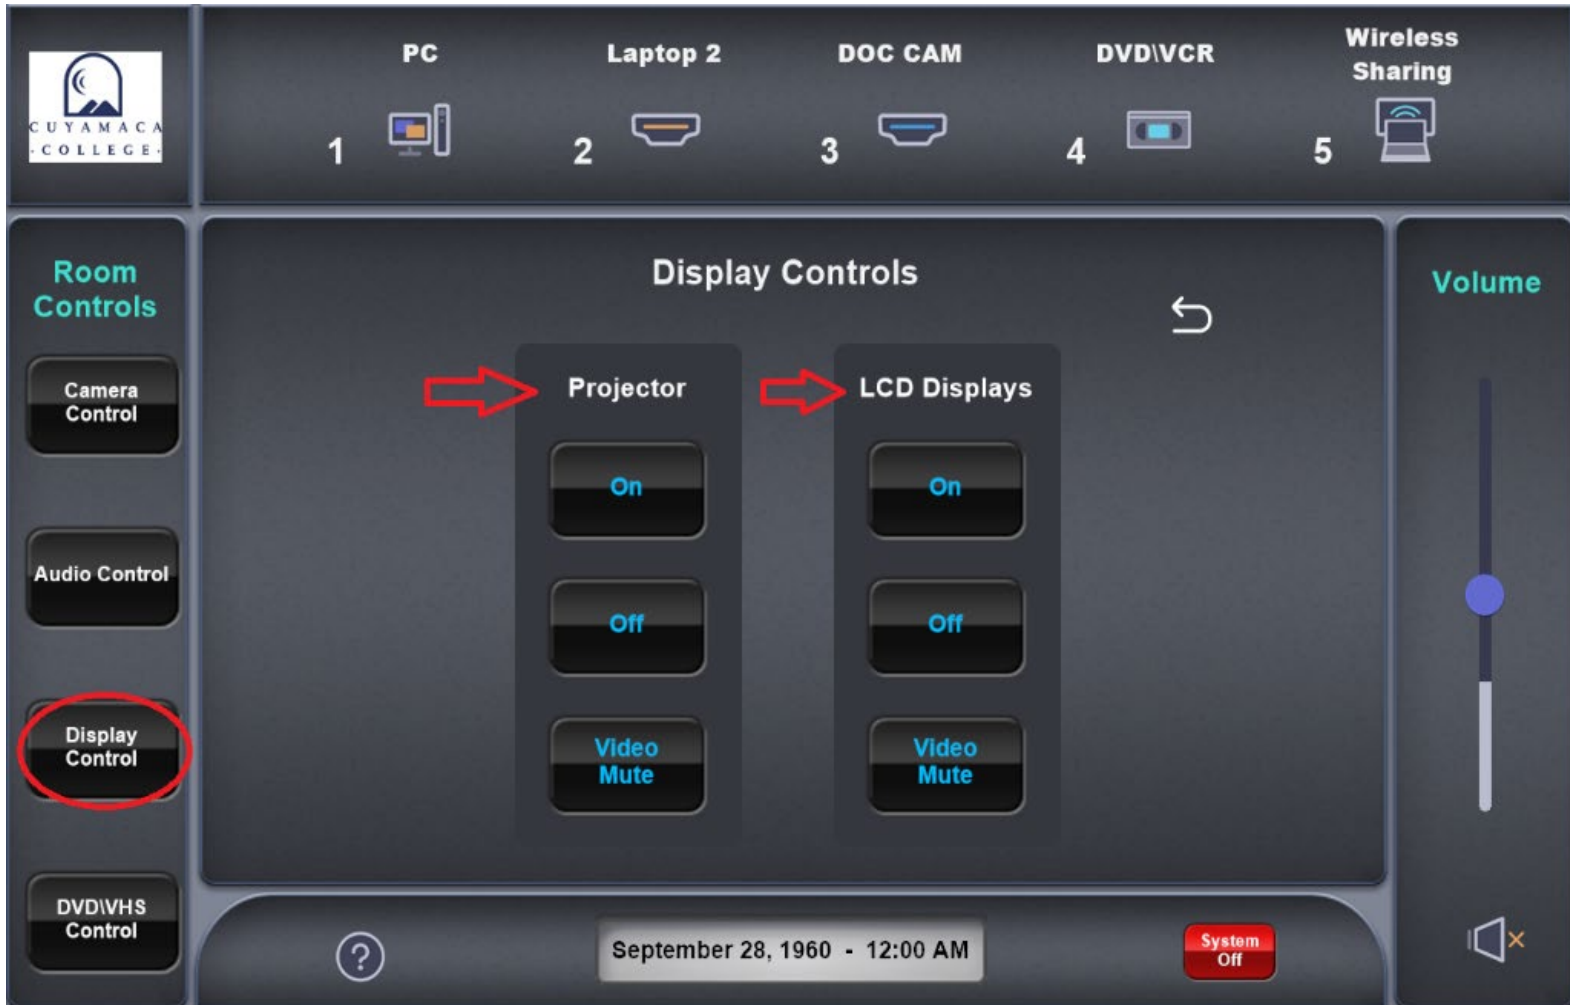 CUYAMACA
·COLLEGE·
PC
Laptop 2
DOC CAM
DVD\VCR
Wireless
Sharing
1
2
3
4
5
Room
Controls
Camera
Control
Audio Control
Display
Control
DVD\VHS
Control
Display Controls
Projector
On
Off
Video
Mute
LCD Displays
On
Off
Video
Mute
Volume
?
September 28, 1960 - 12:00 AM
System
Off